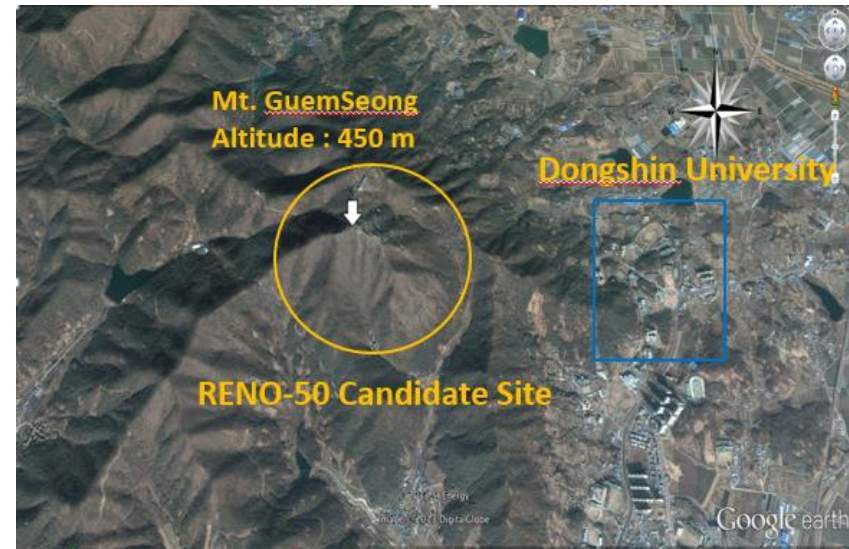 Mt. GuemSeong
Altitude : 450 m
Dongshin University
RENO-50 Candidate Site
Google earth